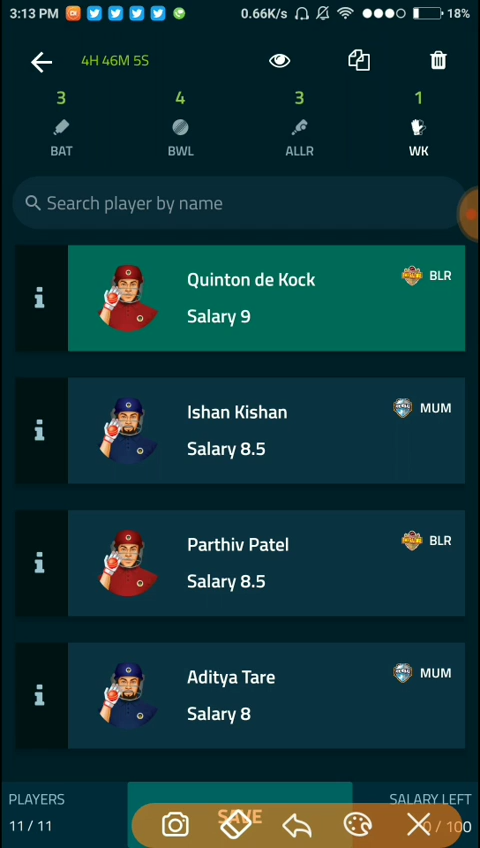 3:13 PM 0.66K/s 18%
4H 46M 5S
3 4 3 1
BAT BWL ALLR WK
Search player by name
Quinton de Kock BLR
Salary 9
Ishan Kishan MUM
Salary 8.5
Parthiv Patel BLR
Salary 8.5
Aditya Tare MUM
Salary 8
PLAYERS SALARY LEFT
11 / 11 SAVE 0 / 100